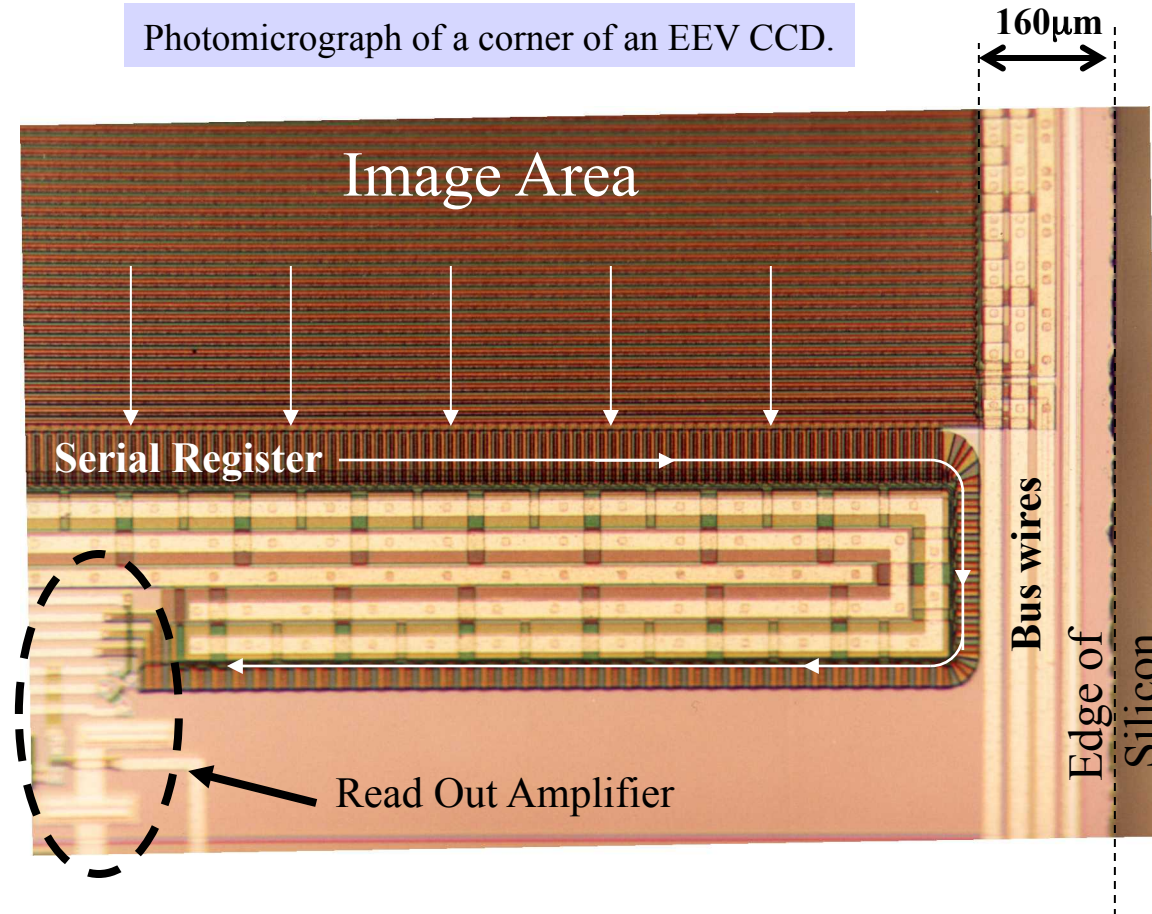 Photomicrograph of a corner of an EEV CCD.
160μm
Image Area
Serial Register
Bus wires
Edge of
Silicon
Read Out Amplifier